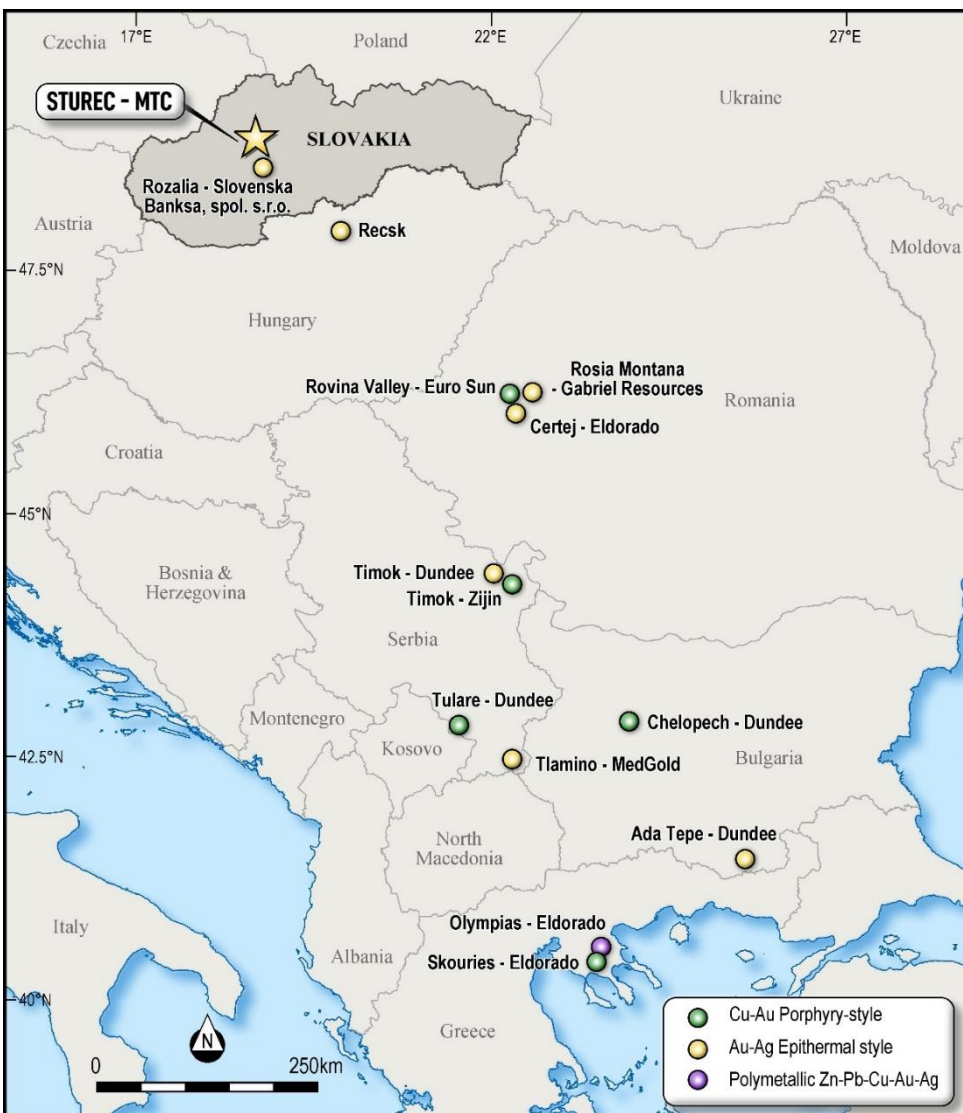 17°E
22°E
27°E
Czechia
Poland
Ukraine
STUREC - MTC
SLOVAKIA
Rozalia - Slovenska
Banksa, spol. s.r.o.
Austria
Recsk
Moldova
47.5°N
Hungary
Rosia Montana
- Gabriel Resources
Rovina Valley - Euro Sun
Romania
Certej - Eldorado
Croatia
45°N
Bosnia &
Herzegovina
Timok - Dundee
Timok - Zijin
Serbia
Tulare - Dundee
Montenegro
Chelopech - Dundee
Kosovo
42.5°N
Tlamino - MedGold
Bulgaria
North
Macedonia
Ada Tepe - Dundee
Italy
Olympias - Eldorado
Albania
Skouries - Eldorado
40°N
Greece
N
0
250km
Cu-Au Porphyry-style
Au-Ag Epithermal style
Polymetallic Zn-Pb-Cu-Au-Ag